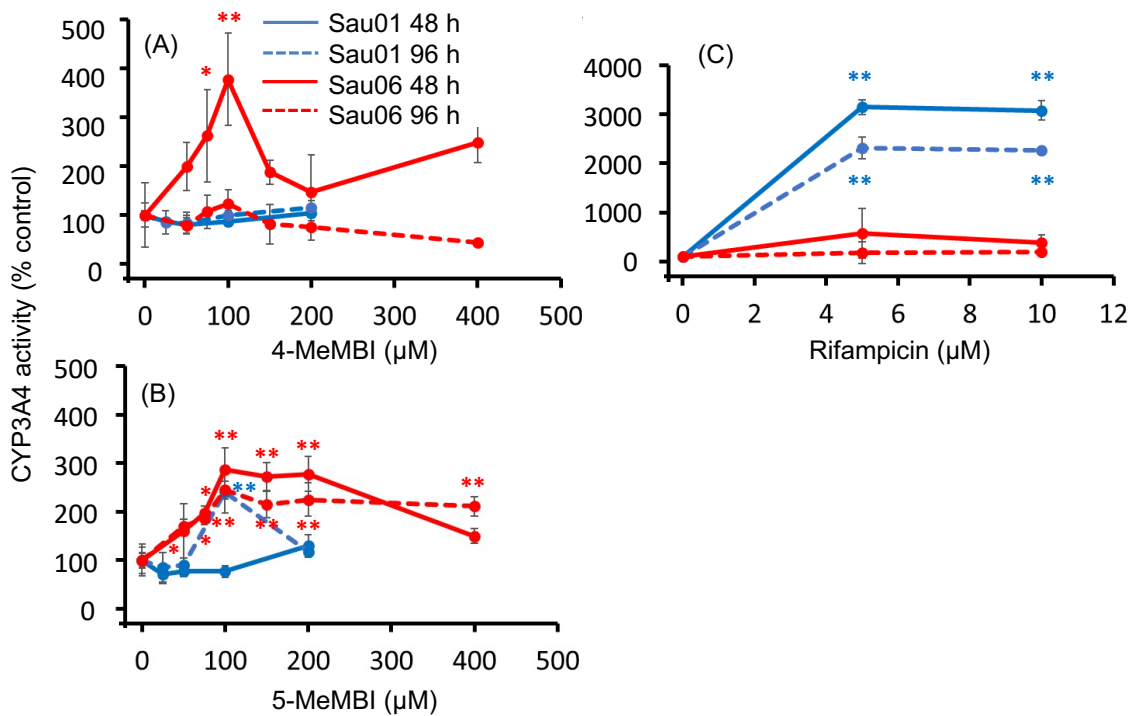 CYP3A4 activity (% control)
(A)
500
400
300
200
100
0
0 100 200 300 400 500
4-MeMBI (µM)
**
*
Sau01 48 h
Sau01 96 h
Sau06 48 h
Sau06 96 h
(C)
4000
3000
2000
1000
0
0 2 4 6 8 10 12
Rifampicin (µM)
** **
** **
(B)
500
400
300
200
100
0
0 100 200 300 400 500
5-MeMBI (µM)
** ** ** **
* **
* * ** ** **